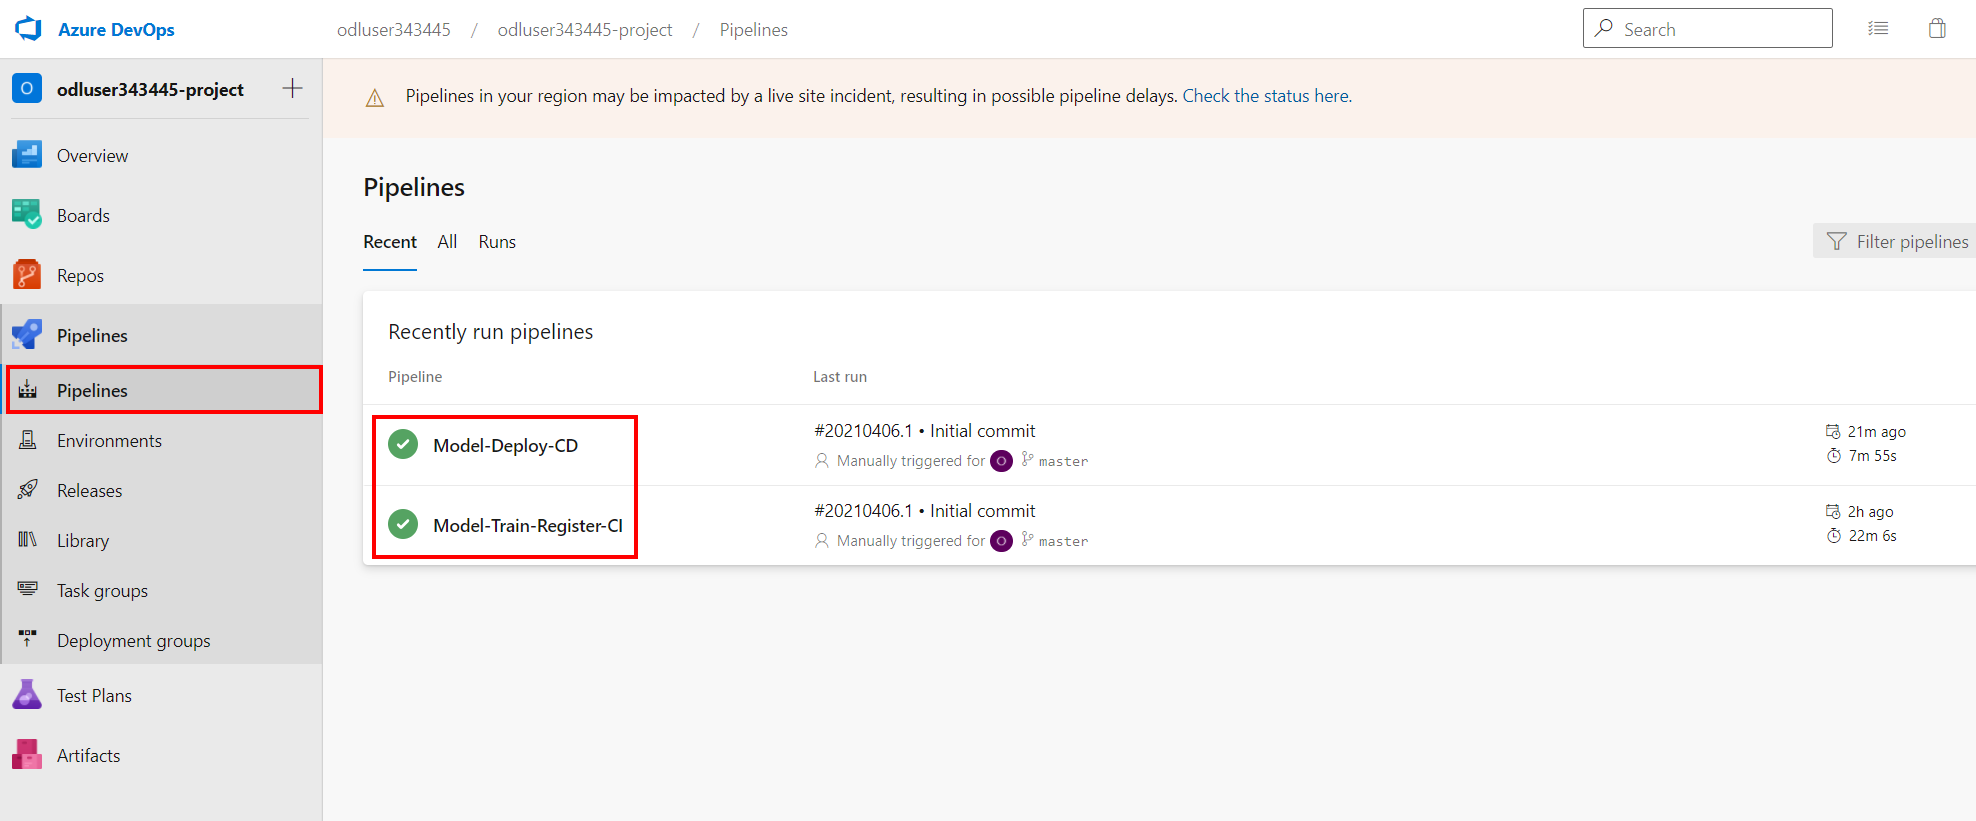 Azure DevOps
odluser343445 / odluser343445-project / Pipelines
Search
O odluser343445-project
Overview
Boards
Repos
Pipelines
Pipelines
Environments
Releases
Library
Task groups
Deployment groups
Test Plans
Artifacts
Pipelines in your region may be impacted by a live site incident, resulting in possible pipeline delays. Check the status here.
Pipelines
Recent All Runs
Filter pipelines
Recently run pipelines
Pipeline Last run
Model-Deploy-CD
#20210406.1 • Initial commit
Manually triggered for O master
21m ago
7m 55s
Model-Train-Register-CI
#20210406.1 • Initial commit
Manually triggered for O master
2h ago
22m 6s